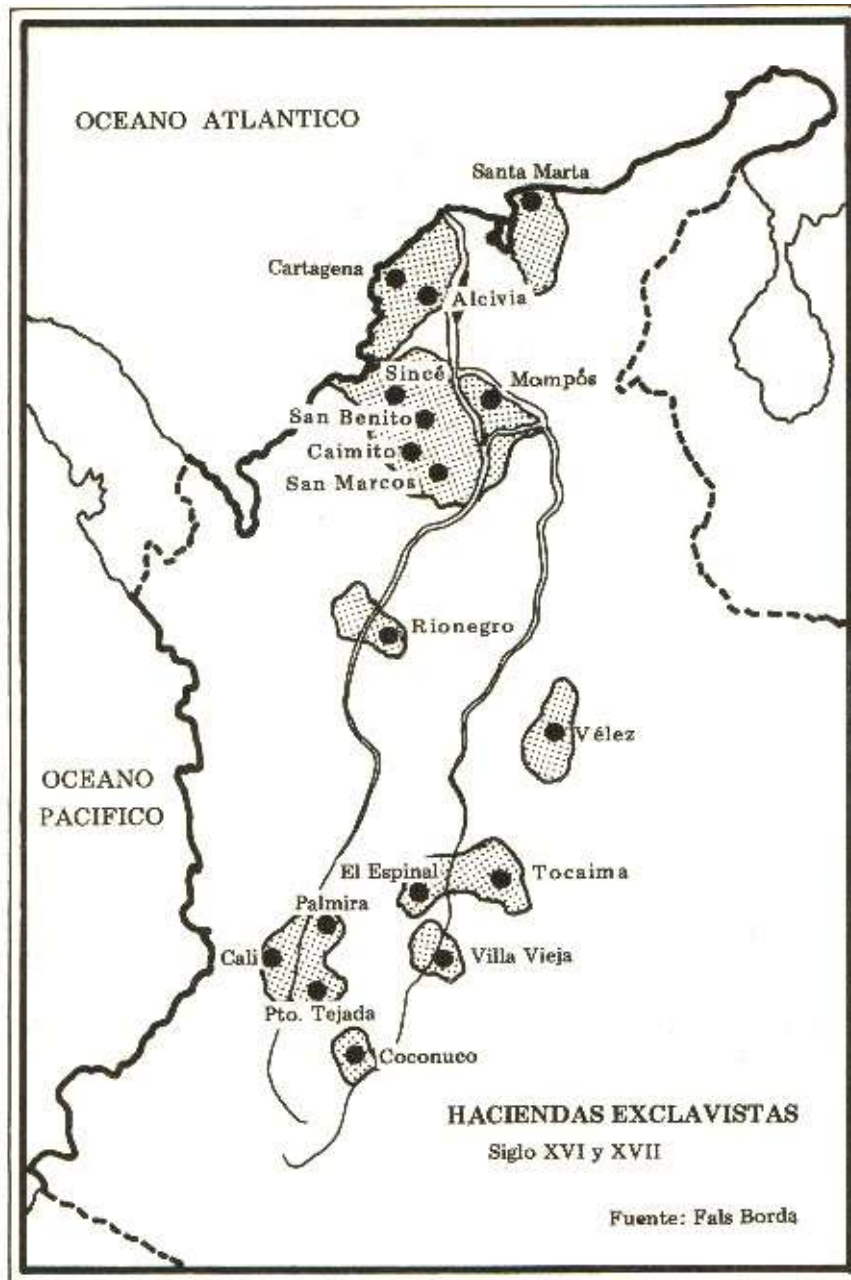 OCEANO ATLANTICO
Santa Marta
Cartagena
Alcivia
Sincé
Mompós
San Benito
Caimito
San Marcos
Rionegro
Vélez
OCEANO
PACIFICO
El Espinal
Tocaima
Palmira
Cali
Villa Vieja
Pto. Tejada
Coconuco
HACIENDAS EXCLAVISTAS
Siglo XVI y XVII
Fuente: Fals Borda